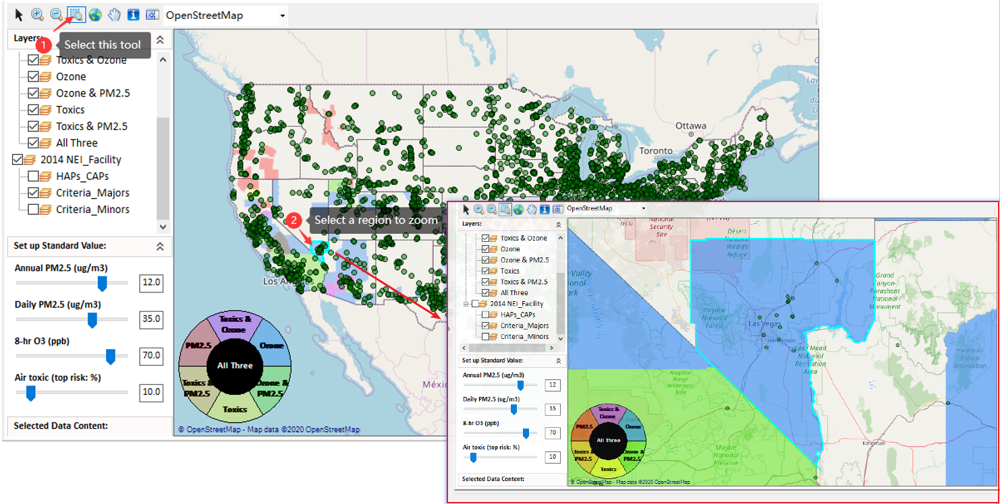 OpenStreetMap
Layers:
1
Select this tool
Toxics & Ozone
Ozone
Ozone & PM2.5
Toxics
Toxics & PM2.5
All Three
2014 NEI_Facility
HAPs_CAPs
Criteria_Majors
Criteria_Minors
Set up Standard Value:
Annual PM2.5 (ug/m3)
12.0
Daily PM2.5 (ug/m3)
35.0
8-hr O3 (ppb)
70.0
Air toxic (top risk: %)
10.0
Selected Data Content:
Ottawa
Toronto
2
Select a region to zoom
Los
Toxics &
Ozone
PM2.5
Ozone
All Three
Toxics &
PM2.5
Ozone &
PM2.5
Toxics
Méxi
© OpenStreetMap - Map data ©2020 OpenStreetMap
OpenStreetMap
Layers:
Toxics & Ozone
Ozone
Ozone & PM2.5
Toxics
Toxics & PM2.5
All Three
2014 NEI_Facility
HAPs_CAPs
Criteria_Majors
Criteria_Minors
Set up Standard Value:
Annual PM2.5 (ug/m3)
12
Daily PM2.5 (ug/m3)
35
8-hr O3 (ppb)
70
Air toxic (top risk: %)
10
Selected Data Content:
(ECS)
National
Security
Site
Desert
National
Wildlife
Refuge
Valley
Toiyabe
National
Forest
Las Vegas
Henderson
Grand
Canyon-
Parashant
National
Monument
Lake Mead
National
Recreation
Area
Hualapai
Indian
Reservation
Kingston
Range
Wilderness
Area
Kingman
Mojave
National
Preserve
Toxics &
Ozone
PM2.5
Ozone
All Three
Toxics &
PM2.5
Ozone &
PM2.5
Toxics
© OpenStreetMap - Map data ©2020 OpenStreetMap